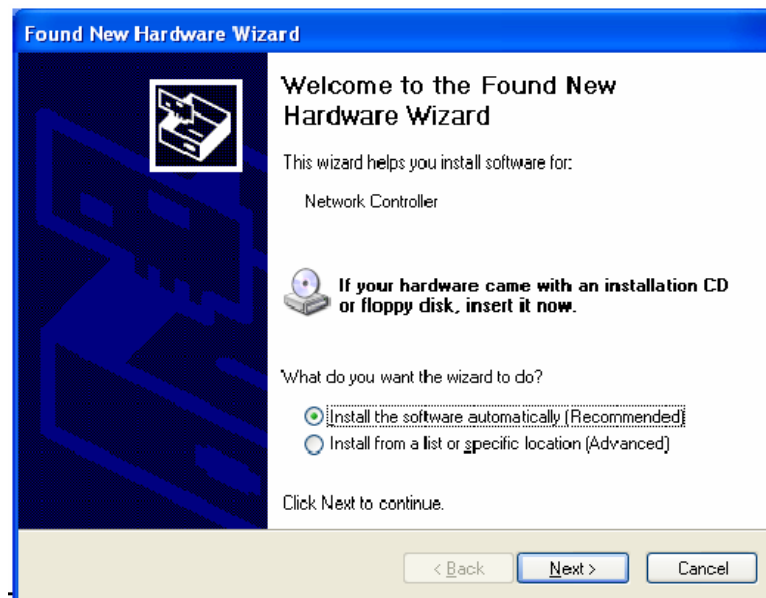 Found New Hardware Wizard
Welcome to the Found New
Hardware Wizard
This wizard helps you install software for:
Network Controller
If your hardware came with an installation CD
or floppy disk, insert it now.
What do you want the wizard to do?
Install the software automatically (Recommended)
Install from a list or specific location (Advanced)
Click Next to continue.
< Back Next > Cancel